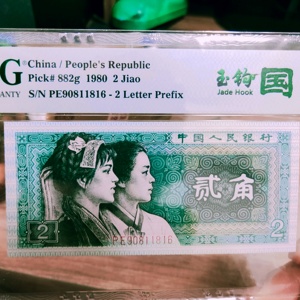 G China / People's Republic
Pick# 882g 1980 2 Jiao
ANTY S/N PE90811816 - 2 Letter Prefix
玉钩国
Jade Hook
中国人民银行
贰角
2 2
PE90811816